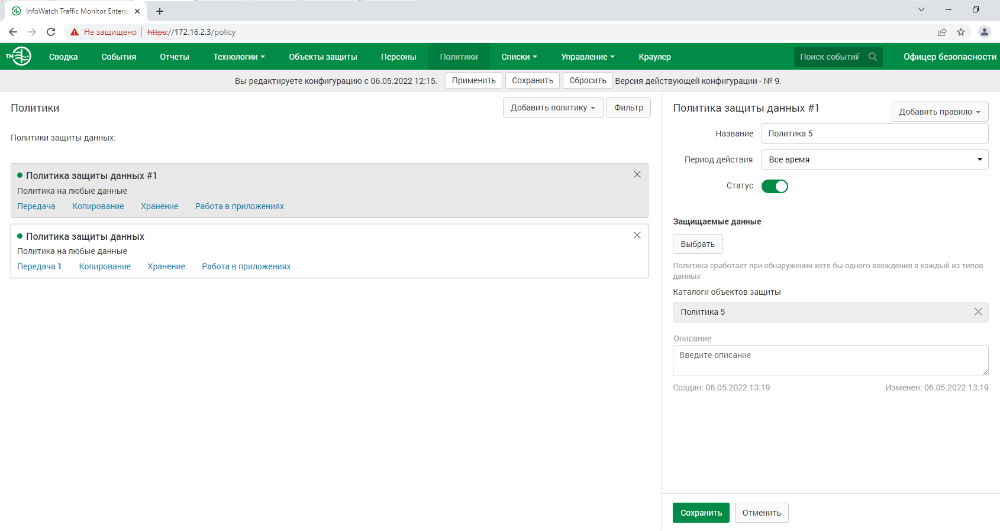 InfoWatch Traffic Monitor Enterp
Не защищено
https://172.16.2.3/policy
TM
Сводка
События
Отчеты
Технологии
Объекты защиты
Персоны
Политики
Списки
Управление
Краулер
Поиск событий
Офицер безопасности
Вы редактируете конфигурацию с 06.05.2022 12:15.
Применить
Сохранить
Сбросить
Версия действующей конфигурации - № 9.
Политики
Добавить политику
Фильтр
Политики защиты данных:
Политика защиты данных #1
Политика на любые данные
Передача
Копирование
Хранение
Работа в приложениях
Политика защиты данных
Политика на любые данные
Передача 1
Копирование
Хранение
Работа в приложениях
Политика защиты данных #1
Добавить правило
Название
Политика 5
Период действия
Все время
Статус
Защищаемые данные
Выбрать
Политика сработает при обнаружении хотя бы одного вхождения в каждый из типов
данных
Каталоги объектов защиты
Политика 5
Описание
Введите описание
Создан: 06.05.2022 13:19
Изменен: 06.05.2022 13:19
Сохранить
Отменить